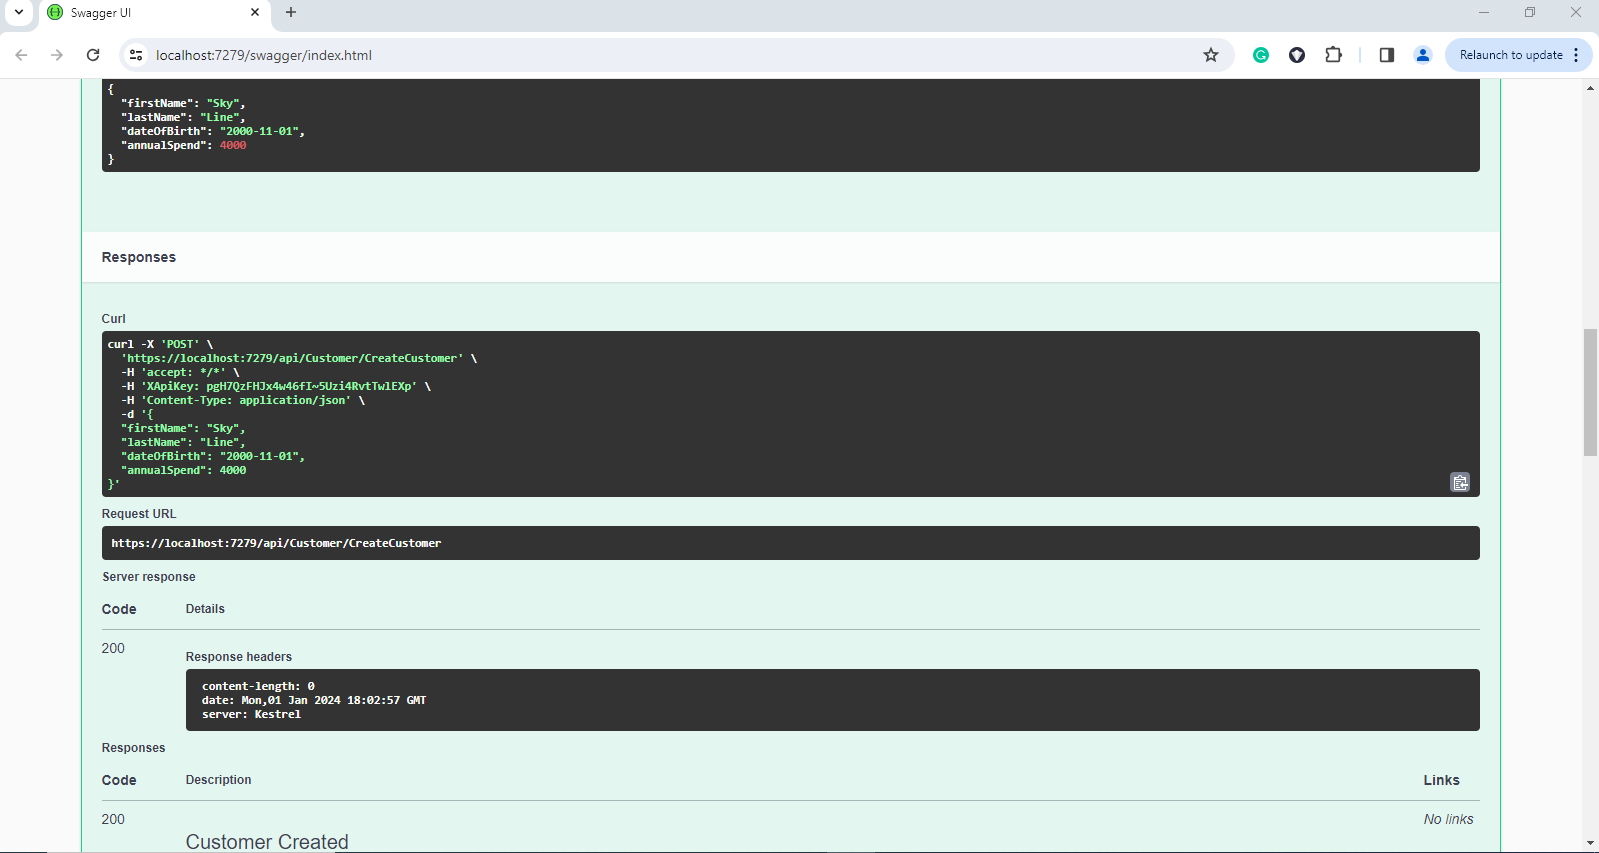 Swagger UI
localhost:7279/swagger/index.html
Relaunch to update
{
"firstName": "Sky",
"lastName": "Line",
"dateOfBirth": "2000-11-01",
"annualSpend": 4000
}
Responses
Curl
curl -X 'POST' \
'https://localhost:7279/api/Customer/CreateCustomer' \
-H 'accept: */*' \
-H 'XApiKey: pgH7QzFHJx4w46fI~5Uzi4RvtTwlEXp' \
-H 'Content-Type: application/json' \
-d '{
"firstName": "Sky",
"lastName": "Line",
"dateOfBirth": "2000-11-01",
"annualSpend": 4000
}'
Request URL
https://localhost:7279/api/Customer/CreateCustomer
Server response
Code Details
200
Response headers
content-length: 0
date: Mon,01 Jan 2024 18:02:57 GMT
server: Kestrel
Responses
Code Description Links
200 No links
Customer Created